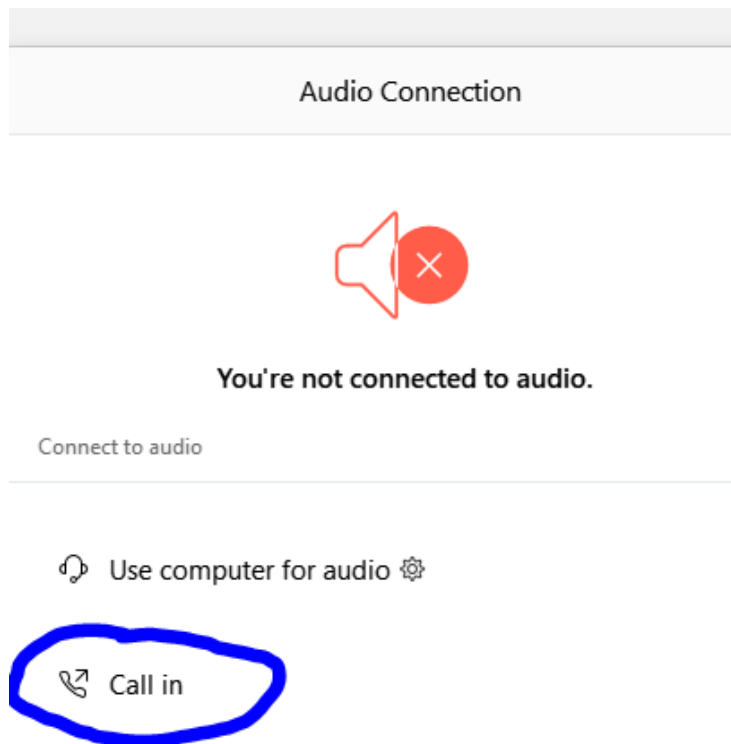 Audio Connection
You're not connected to audio.
Connect to audio
Use computer for audio
Call in